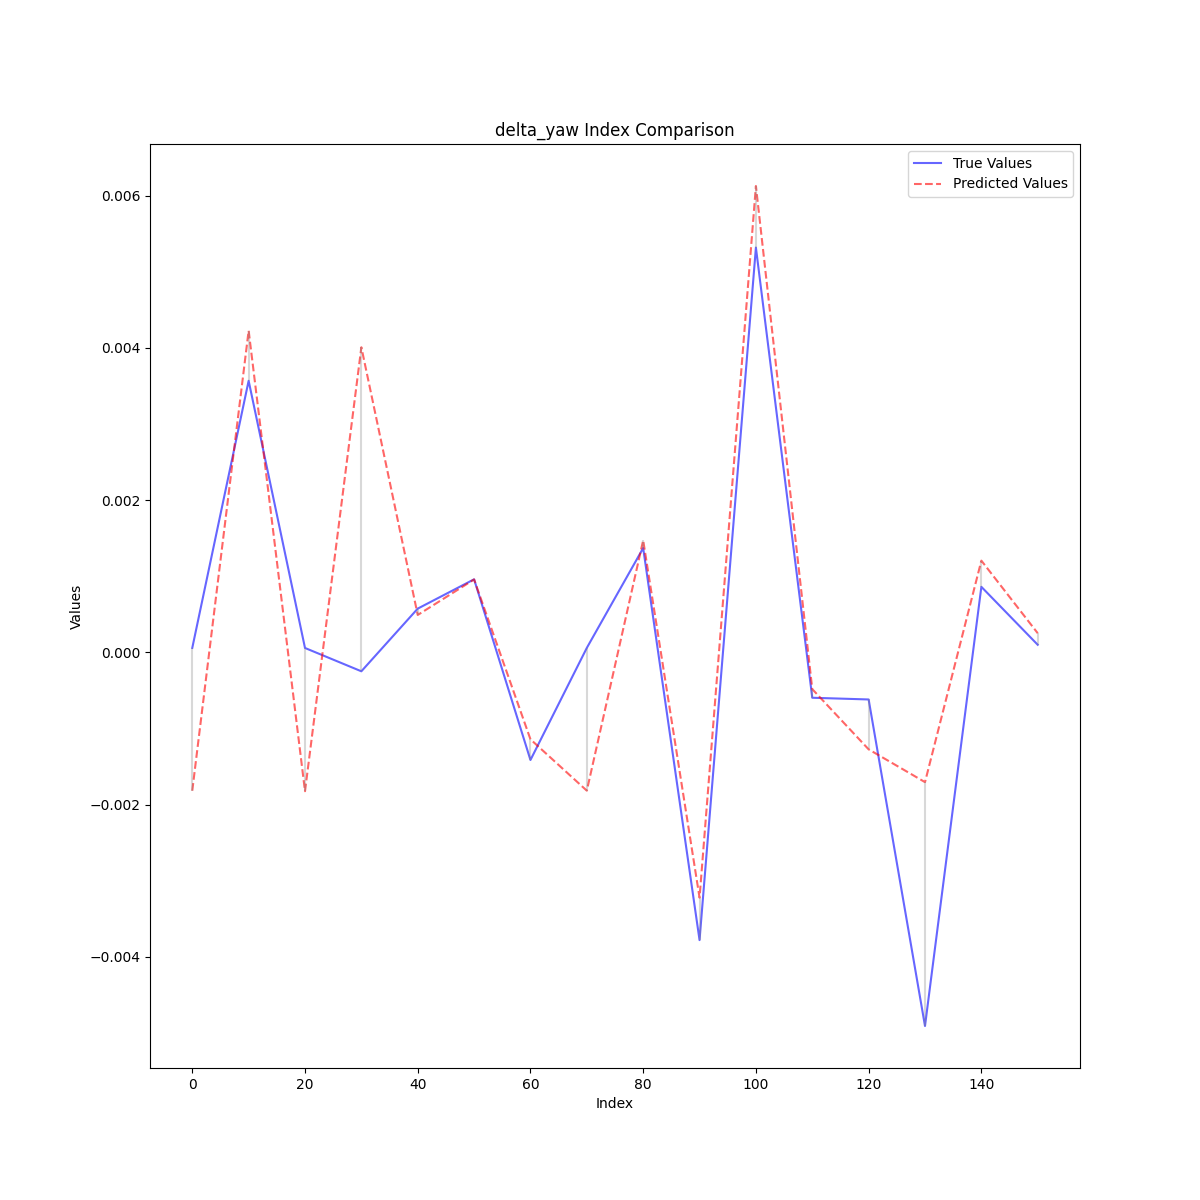 delta_yaw Index Comparison
True Values
Predicted Values
0.006
0.004
0.002
0.000
−0.002
−0.004
Values
0 20 40 60 80 100 120 140
Index